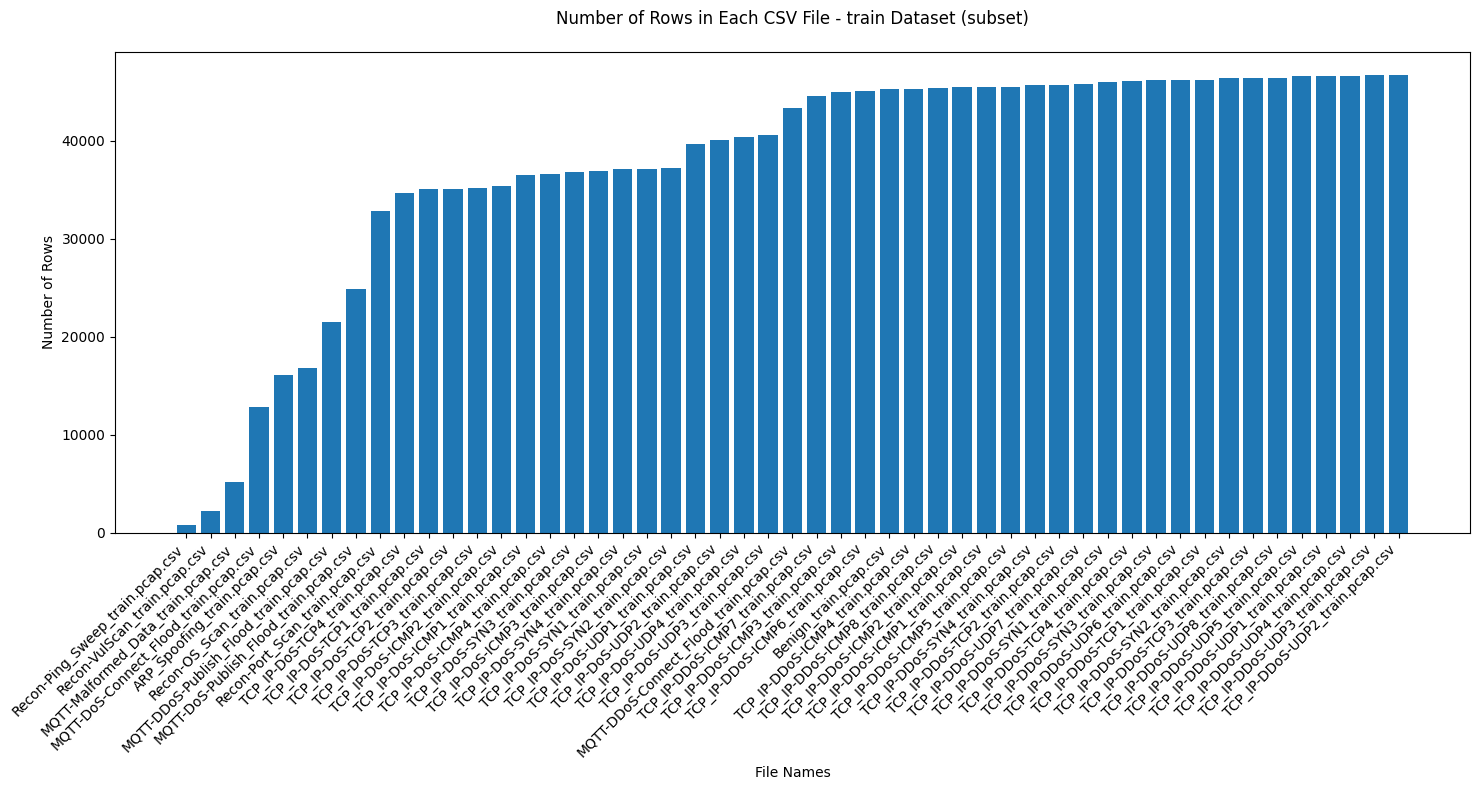 Number of Rows in Each CSV File - train Dataset (subset)
Number of Rows
40000
30000
20000
10000
0
Recon-Ping_Sweep_train.pcap.csv
Recon-VulScan_train.pcap.csv
MQTT-Malformed_Data_train.pcap.csv
MQTT-DoS-Connect_Flood_train.pcap.csv
ARP_Spoofing_train.pcap.csv
Recon-OS_Scan_train.pcap.csv
MQTT-DDoS-Publish_Flood_train.pcap.csv
MQTT-DoS-Publish_Flood_train.pcap.csv
Recon-Port_Scan_train.pcap.csv
TCP_IP-DoS-TCP4_train.pcap.csv
TCP_IP-DoS-TCP1_train.pcap.csv
TCP_IP-DoS-TCP2_train.pcap.csv
TCP_IP-DoS-TCP3_train.pcap.csv
TCP_IP-DoS-ICMP2_train.pcap.csv
TCP_IP-DoS-ICMP1_train.pcap.csv
TCP_IP-DoS-ICMP4_train.pcap.csv
TCP_IP-DoS-SYN3_train.pcap.csv
TCP_IP-DoS-ICMP3_train.pcap.csv
TCP_IP-DoS-SYN4_train.pcap.csv
TCP_IP-DoS-SYN1_train.pcap.csv
TCP_IP-DoS-SYN2_train.pcap.csv
TCP_IP-DoS-UDP1_train.pcap.csv
TCP_IP-DoS-UDP2_train.pcap.csv
TCP_IP-DoS-UDP4_train.pcap.csv
TCP_IP-DoS-UDP3_train.pcap.csv
MQTT-DDoS-Connect_Flood_train.pcap.csv
TCP_IP-DDoS-ICMP7_train.pcap.csv
TCP_IP-DDoS-ICMP3_train.pcap.csv
TCP_IP-DDoS-ICMP6_train.pcap.csv
Benign_train.pcap.csv
TCP_IP-DDoS-ICMP4_train.pcap.csv
TCP_IP-DDoS-ICMP8_train.pcap.csv
TCP_IP-DDoS-ICMP2_train.pcap.csv
TCP_IP-DDoS-ICMP1_train.pcap.csv
TCP_IP-DDoS-ICMP5_train.pcap.csv
TCP_IP-DDoS-SYN4_train.pcap.csv
TCP_IP-DDoS-TCP2_train.pcap.csv
TCP_IP-DDoS-UDP7_train.pcap.csv
TCP_IP-DDoS-SYN1_train.pcap.csv
TCP_IP-DDoS-TCP4_train.pcap.csv
TCP_IP-DDoS-SYN3_train.pcap.csv
TCP_IP-DDoS-UDP6_train.pcap.csv
TCP_IP-DDoS-TCP1_train.pcap.csv
TCP_IP-DDoS-SYN2_train.pcap.csv
TCP_IP-DDoS-TCP3_train.pcap.csv
TCP_IP-DDoS-UDP8_train.pcap.csv
TCP_IP-DDoS-UDP5_train.pcap.csv
TCP_IP-DDoS-UDP1_train.pcap.csv
TCP_IP-DDoS-UDP4_train.pcap.csv
TCP_IP-DDoS-UDP3_train.pcap.csv
TCP_IP-DDoS-UDP2_train.pcap.csv
File Names